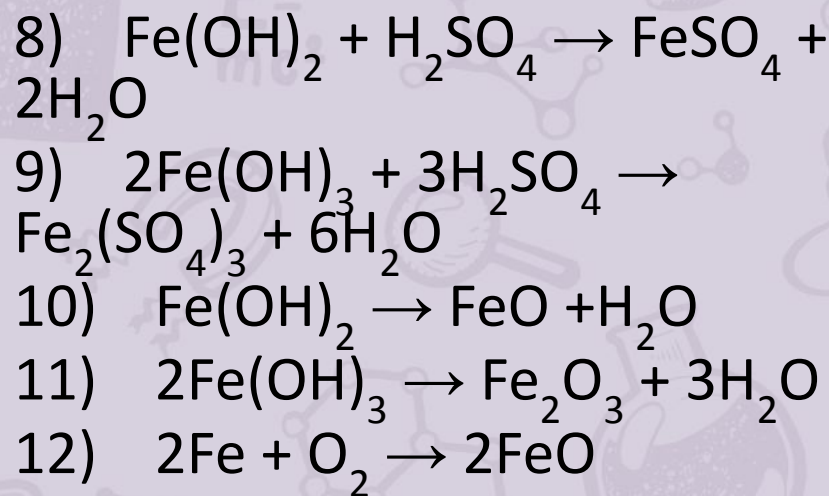 8) Fe(OH)₂ + H₂SO₄ → FeSO₄ +
2H₂O
9) 2Fe(OH)₃ + 3H₂SO₄ →
Fe₂(SO₄)₃ + 6H₂O
10) Fe(OH)₂ → FeO +H₂O
11) 2Fe(OH)₃ → Fe₂O₃ + 3H₂O
12) 2Fe + O₂ → 2FeO